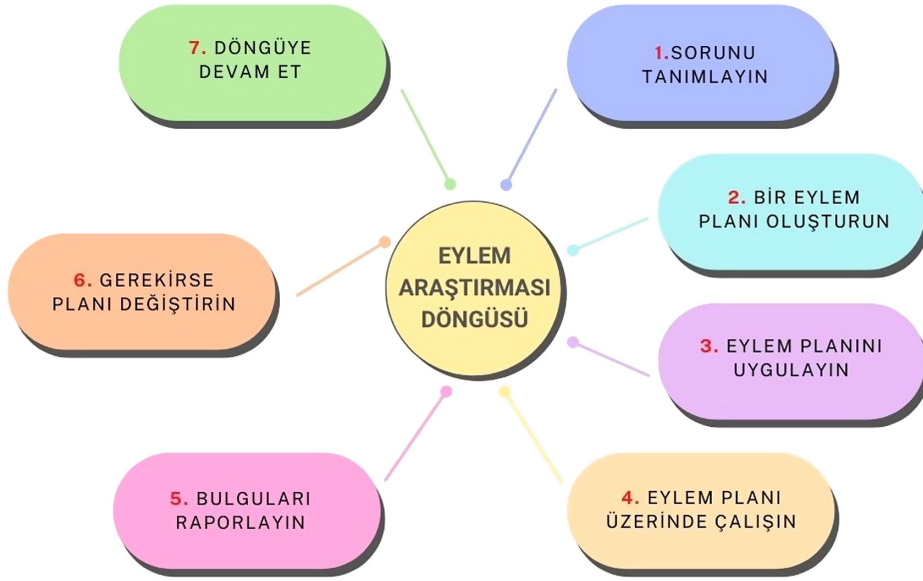 EYLEM
ARAŞTIRMASI
DÖNGÜSÜ
1.SORUNU
TANIMLAYIN
2. BİR EYLEM
PLANI OLUŞTURUN
3. EYLEM PLANINI
UYGULAYIN
4. EYLEM PLANI
ÜZERİNDE ÇALIŞIN
5. BULGULARI
RAPORLAYIN
6. GEREKİRSE
PLANI DEĞİŞTİRİN
7. DÖNGÜYE
DEVAM ET